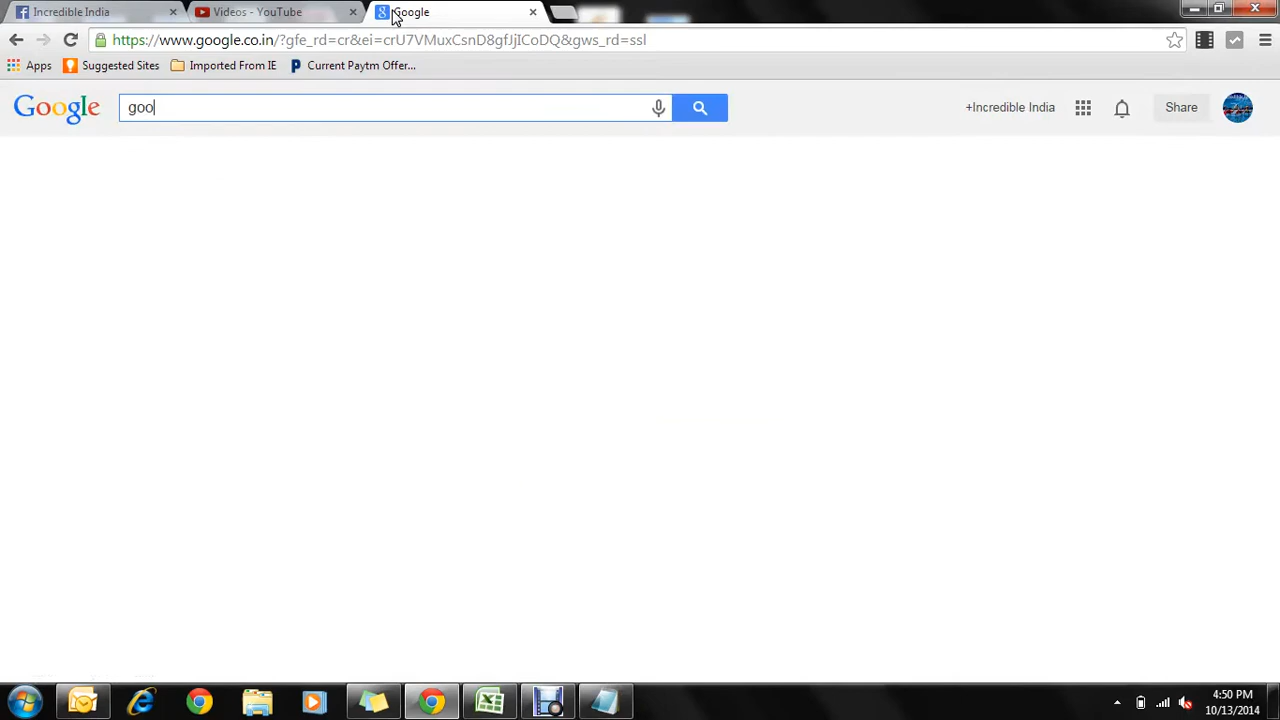 Incredible India
Videos - YouTube
Google
https://www.google.co.in/?gfe_rd=cr&ei=crU7VMuxCsnD8gfJjICoDQ&gws_rd=ssl
Apps
Suggested Sites
Imported From IE
Current Paytm Offer...
Google
goo
+Incredible India
Share
4:50 PM
10/13/2014